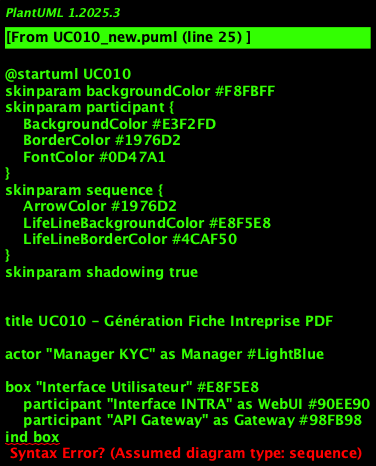 PlantUML 1.2025.3
[From UC010_new.puml (line 25) ]
@startuml UC010
skinparam backgroundColor #F8FBFF
skinparam participant {
BackgroundColor #E3F2FD
BorderColor #1976D2
FontColor #0D47A1
}
skinparam sequence {
ArrowColor #1976D2
LifeLineBackgroundColor #E8F5E8
LifeLineBorderColor #4CAF50
}
skinparam shadowing true
title UC010 - Génération Fiche Intreprise PDF
actor "Manager KYC" as Manager #LightBlue
box "Interface Utilisateur" #E8F5E8
participant "Interface INTRA" as WebUI #90EE90
participant "API Gateway" as Gateway #98FB98
ind box
Syntax Error? (Assumed diagram type: sequence)